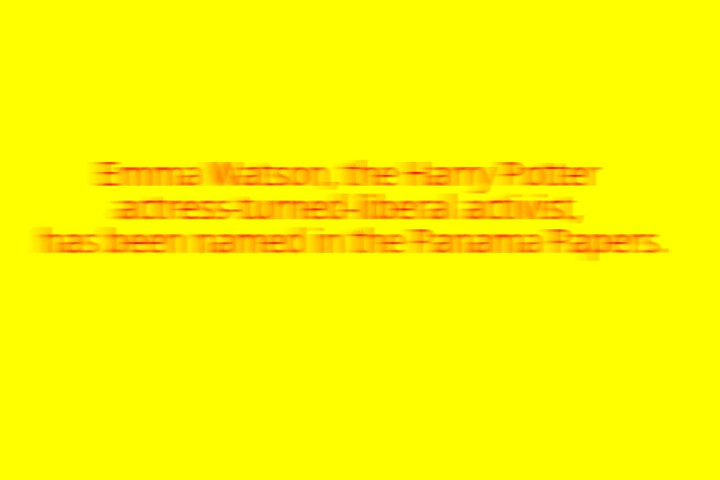 Emma Watson, the Harry Potter
actress-turned-liberal activist,
has been named in the Panama Papers.